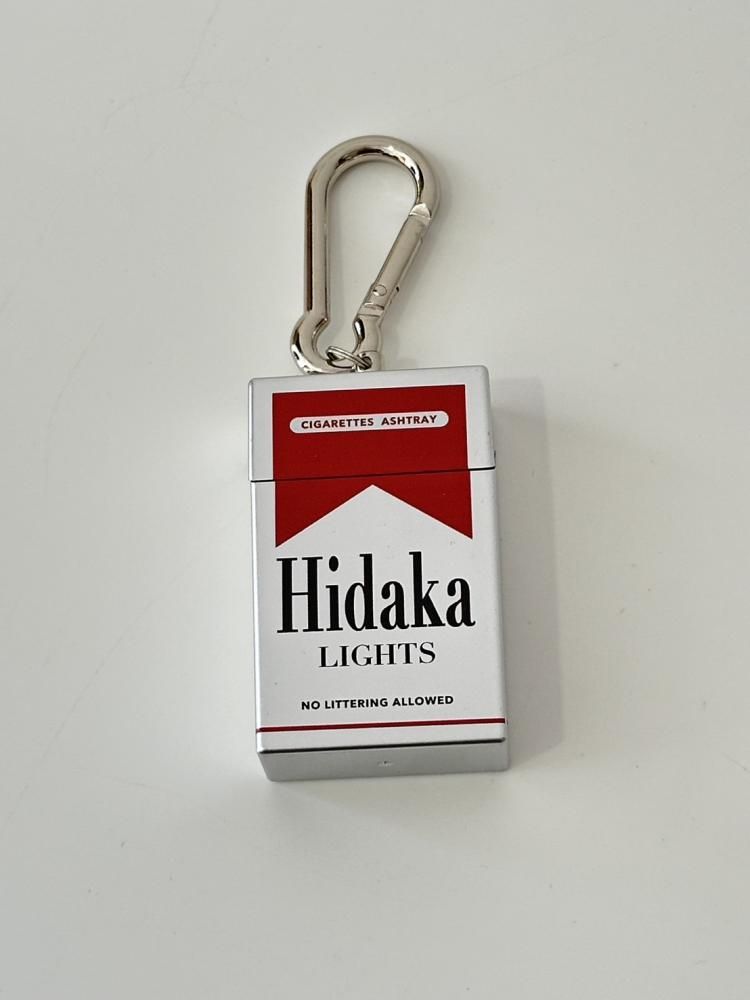 CIGARETTES ASHTRAY
Hidaka
LIGHTS
NO LITTERING ALLOWED